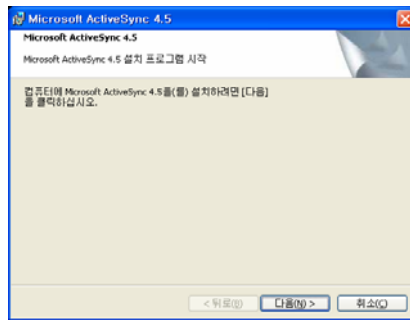 Microsoft ActiveSync 4.5
Microsoft ActiveSync 4.5
Microsoft ActiveSync 4.5 설치 프로그램 시작
컴퓨터에 Microsoft ActiveSync 4.5을(를) 설치하려면 [다음]
을 클릭하십시오.
< 뒤로(B) 다음(N) > 취소(C)